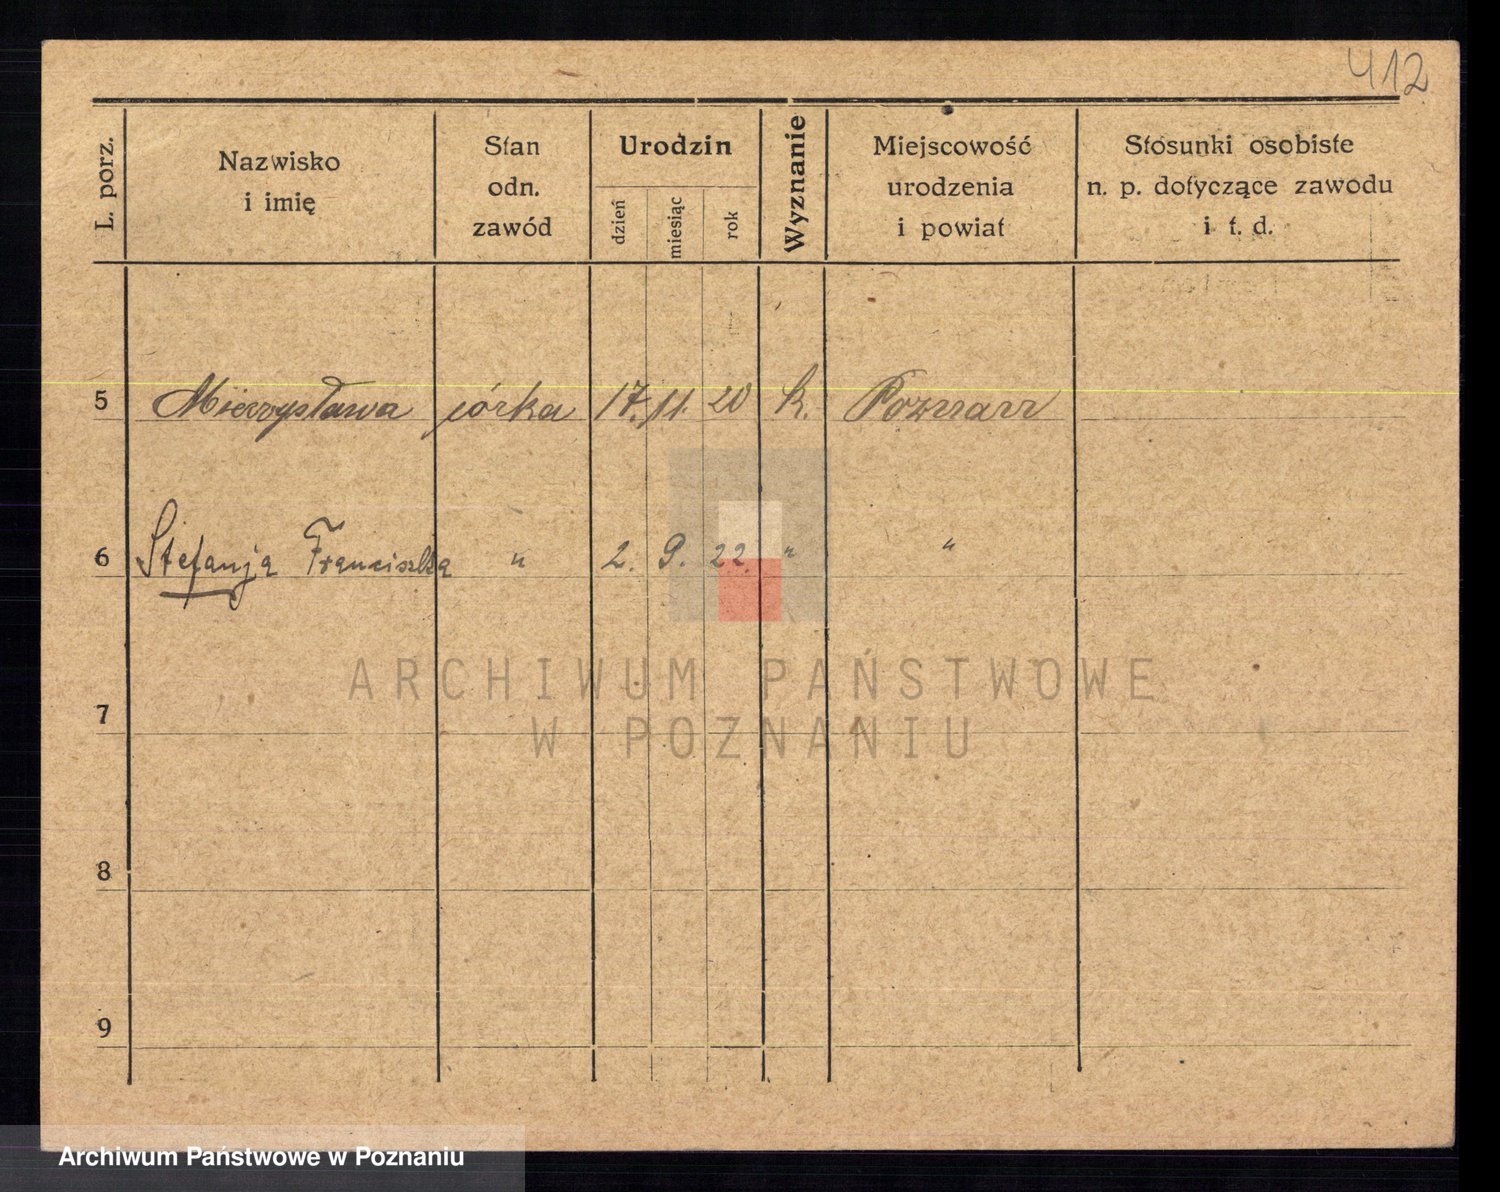 412
L. porz.
Nazwisko
i imię
Stan
odn.
zawód
Urodzin
dzień
miesiąc
rok
Wyznanie
Miejscowość
urodzenia
i powiat
Stosunki osobiste
n. p. dotyczące zawodu
i t. d.
5 Mieczysława córka 17. 11. 20 k. Poznań
6 Stefanja Franciszka " 2. 9. 22. " "
ARCHIWUM PAŃSTWOWE
W POZNANIU
7
8
9
Archiwum Państwowe w Poznaniu